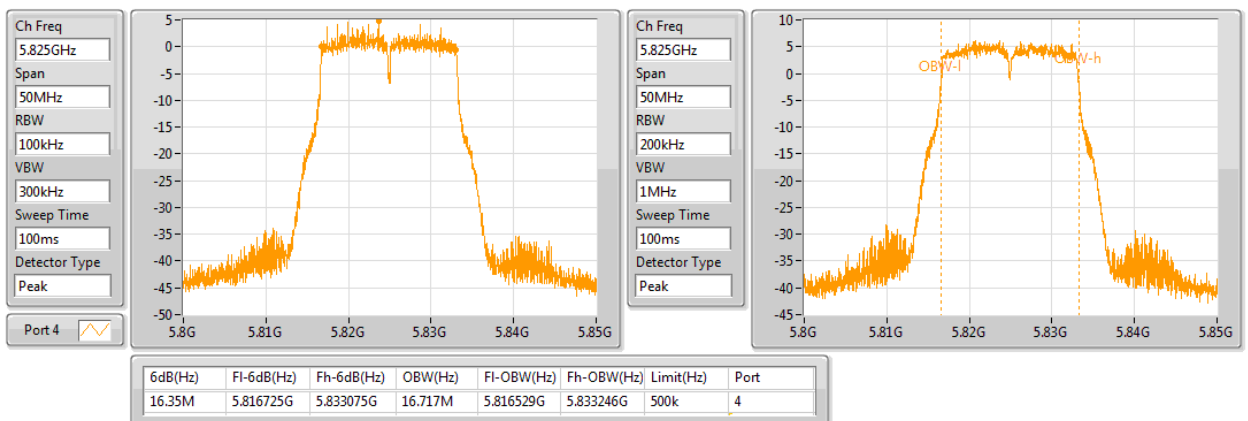 Ch Freq
5.825GHz
Span
50MHz
RBW
100kHz
VBW
300kHz
Sweep Time
100ms
Detector Type
Peak
Port 4
5
0
-5
-10
-15
-20
-25
-30
-35
-40
-45
-50
5.8G 5.81G 5.82G 5.83G 5.84G 5.85G
Ch Freq
5.825GHz
Span
50MHz
RBW
200kHz
VBW
1MHz
Sweep Time
100ms
Detector Type
Peak
10
5
0
-5
-10
-15
-20
-25
-30
-35
-40
-45
OBW-l OBW-h
5.8G 5.81G 5.82G 5.83G 5.84G 5.85G
6dB(Hz) Fl-6dB(Hz) Fh-6dB(Hz) OBW(Hz) Fl-OBW(Hz) Fh-OBW(Hz) Limit(Hz) Port
16.35M 5.816725G 5.833075G 16.717M 5.816529G 5.833246G 500k 4